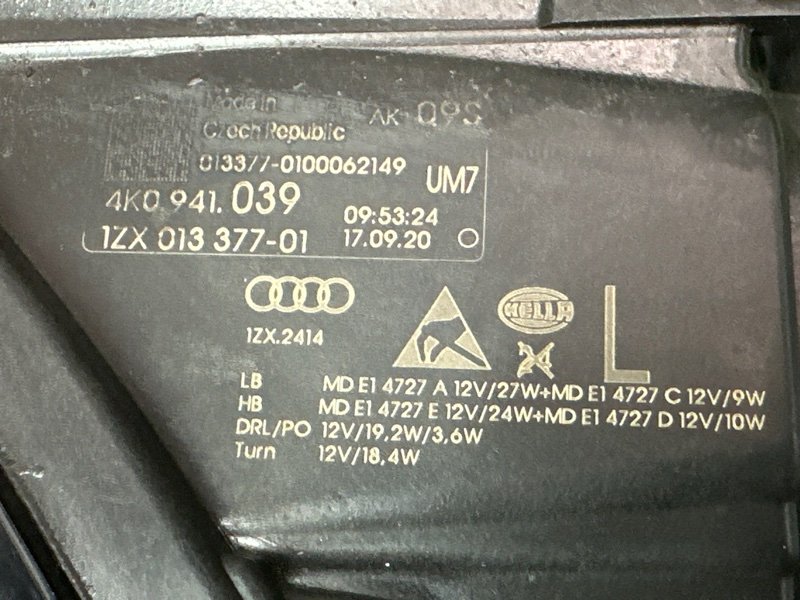 Made in
Czech Republic
AK Q9S
01337/-0100062149
UM7
4K0 941. 039
09:53:24
1ZX 013 377-01
17.09.20
1ZX.2414
HELLA
L
LB MD E1 4727 A 12V/27W+MD E1 4727 C 12V/9W
HB MD E1 4727 E 12V/24W+MD E1 4727 D 12V/10W
DRL/PO 12V/19,2W/3,6W
Turn 12V/18,4W